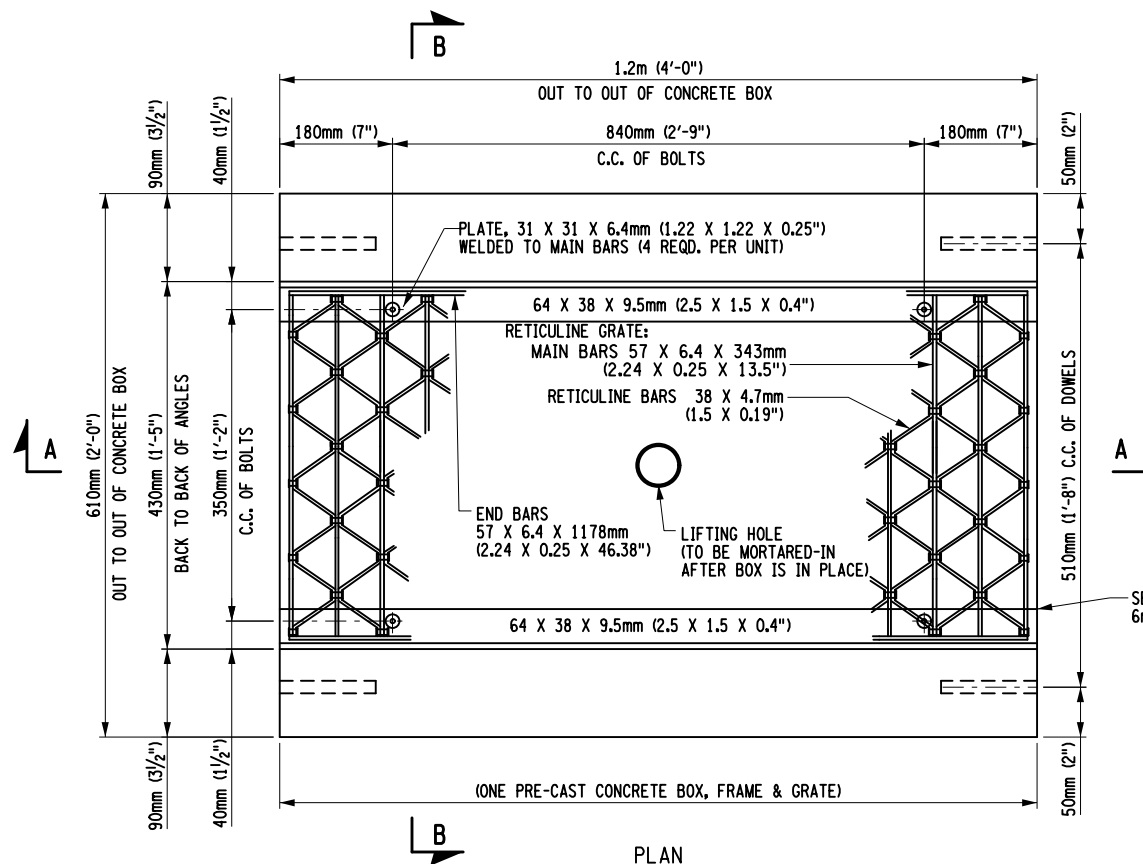 B
1.2m (4'-0")
OUT TO OUT OF CONCRETE BOX
180mm (7")
840mm (2'-9")
180mm (7")
C.C. OF BOLTS
90mm (3½")
40mm (1½")
50mm (2")
PLATE, 31 X 31 X 6.4mm (1.22 X 1.22 X 0.25")
WELDED TO MAIN BARS (4 REQD. PER UNIT)
64 X 38 X 9.5mm (2.5 X 1.5 X 0.4")
RETICULINE GRATE:
MAIN BARS 57 X 6.4 X 343mm
(2.24 X 0.25 X 13.5")
RETICULINE BARS 38 X 4.7mm
(1.5 X 0.19")
A
610mm (2'-0")
OUT TO OUT OF CONCRETE BOX
430mm (1'-5")
BACK TO BACK OF ANGLES
350mm (1'-2")
C.C. OF BOLTS
END BARS
57 X 6.4 X 1178mm
(2.24 X 0.25 X 46.38")
LIFTING HOLE
(TO BE MORTARED-IN
AFTER BOX IS IN PLACE)
510mm (1'-8") C.C. OF DOWELS
A
64 X 38 X 9.5mm (2.5 X 1.5 X 0.4")
90mm (3½")
40mm (1½")
50mm (2")
(ONE PRE-CAST CONCRETE BOX, FRAME & GRATE)
B
PLAN